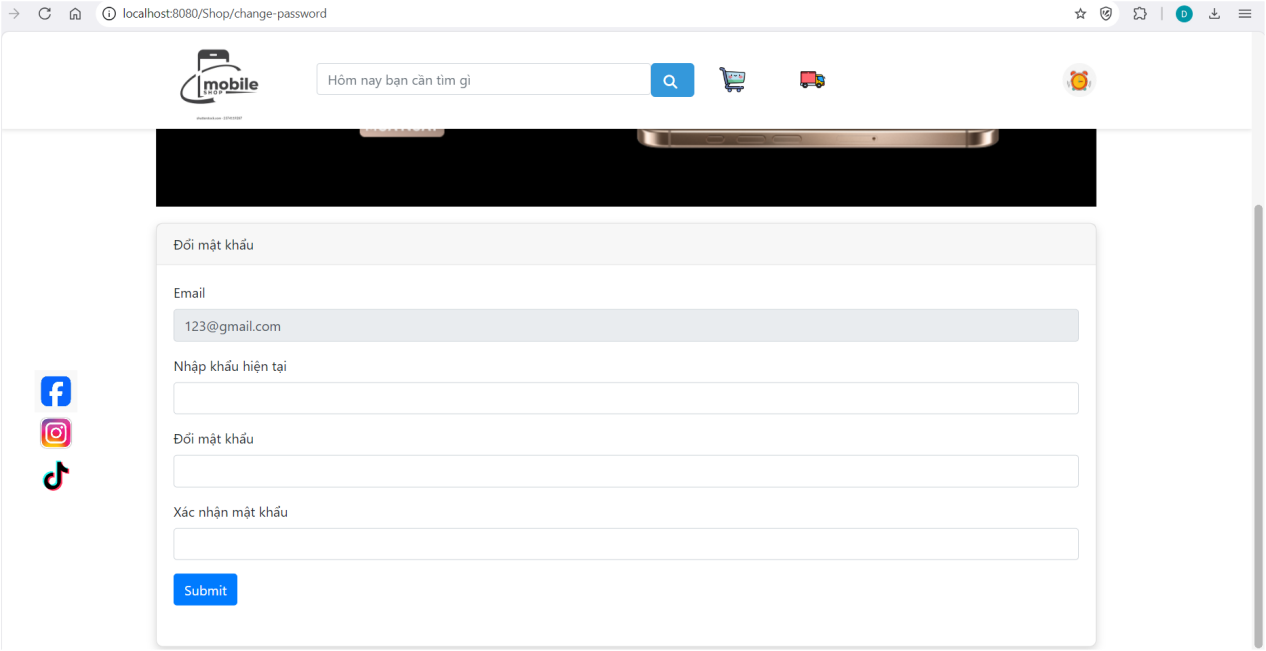 localhost:8080/Shop/change-password
D
mobile
SHOP
Hôm nay bạn cần tìm gì
Đổi mật khẩu
Email
123@gmail.com
Nhập khẩu hiện tại
Đổi mật khẩu
Xác nhận mật khẩu
Submit